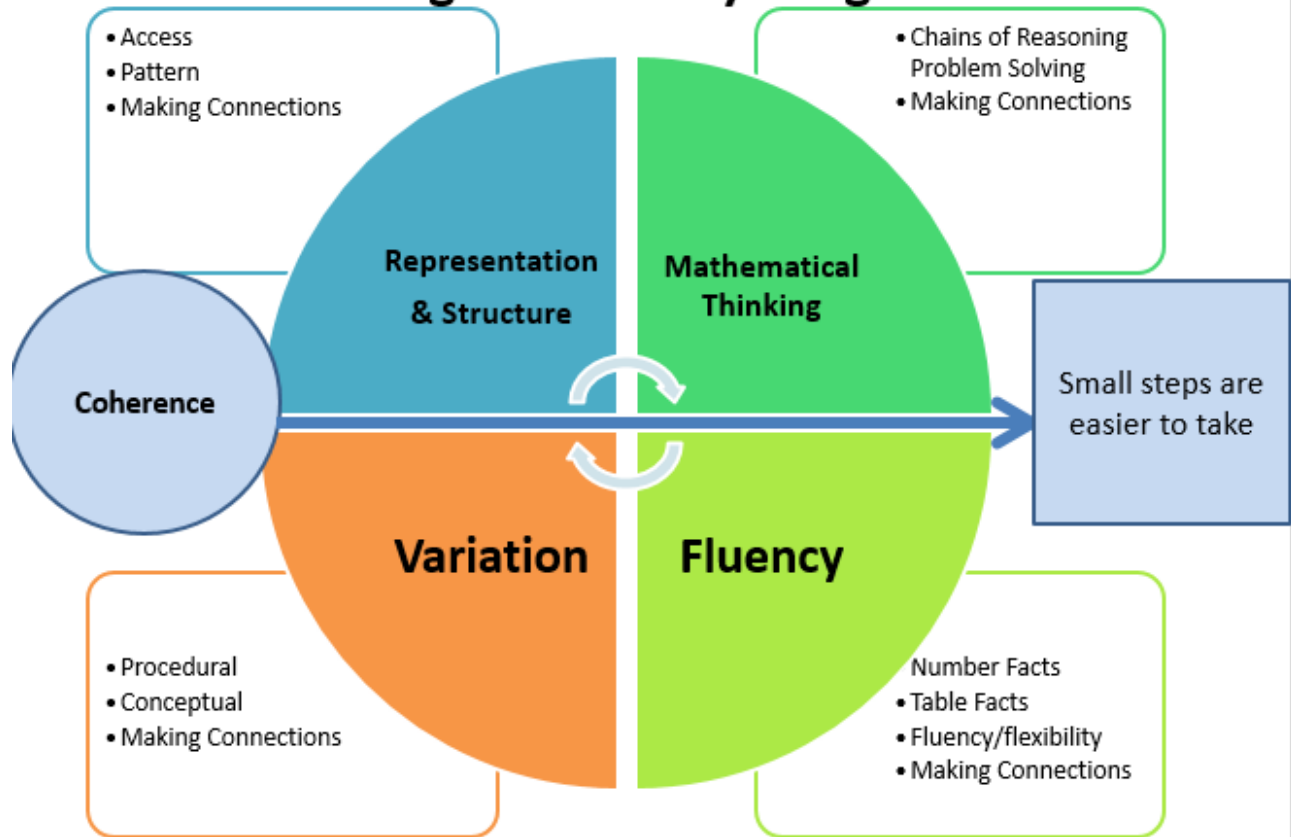 • Access
• Pattern
• Making Connections
• Chains of Reasoning
Problem Solving
• Making Connections
Representation
& Structure
Mathematical
Thinking
Coherence
Small steps are
easier to take
Variation
Fluency
• Procedural
• Conceptual
• Making Connections
Number Facts
• Table Facts
• Fluency/flexibility
• Making Connections